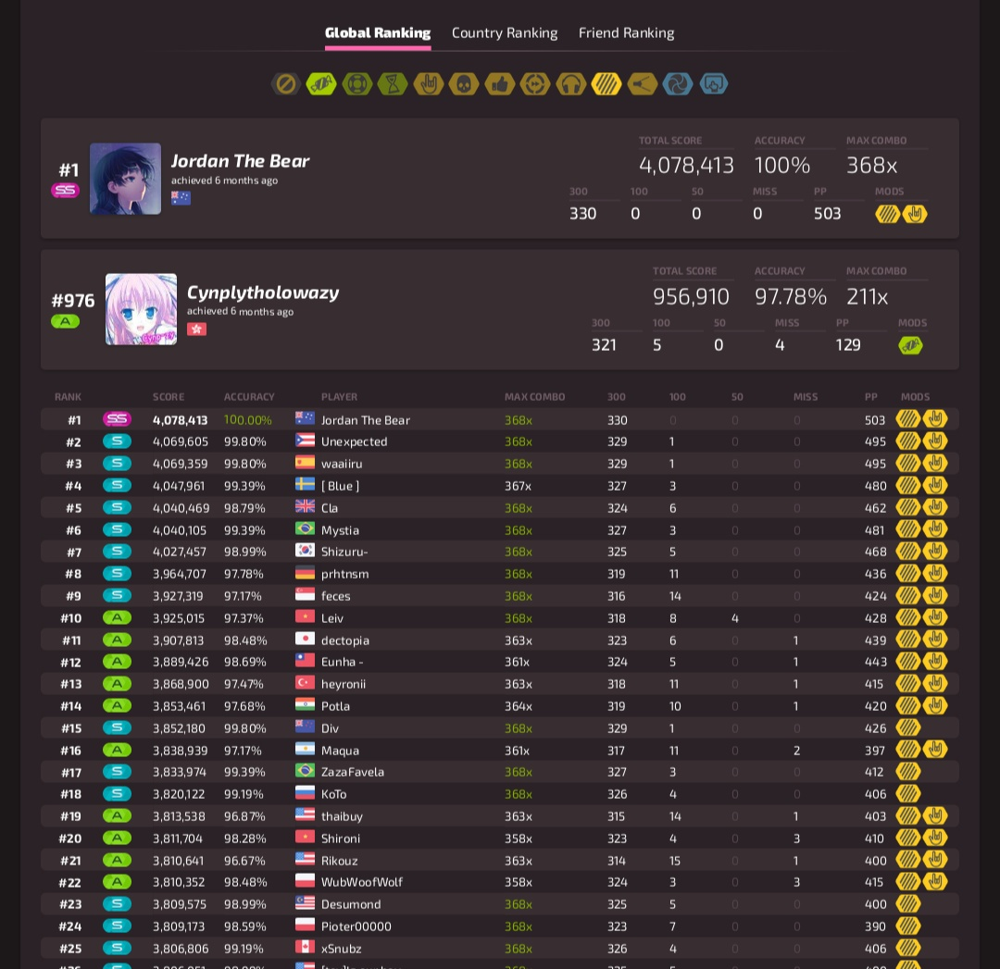 Global Ranking Country Ranking Friend Ranking
TOTAL SCORE ACCURACY MAX COMBO
#1 Jordan The Bear 4,078,413 100% 368x
SS achieved 6 months ago
300 100 50 MISS PP MODS
330 0 0 0 503
TOTAL SCORE ACCURACY MAX COMBO
#976 Cynplytholowazy 956,910 97.78% 211x
A achieved 6 months ago
300 100 50 MISS PP MODS
321 5 0 4 129
RANK SCORE ACCURACY PLAYER MAX COMBO 300 100 50 MISS PP MODS
#1 SS 4,078,413 100.00% Jordan The Bear 368x 330 0 0 0 503
#2 S 4,069,605 99.80% Unexpected 368x 329 1 0 0 495
#3 S 4,069,359 99.80% waaiiru 368x 329 1 0 0 495
#4 S 4,047,961 99.39% [ Blue ] 367x 327 3 0 0 480
#5 S 4,040,469 98.79% Cla 368x 324 6 0 0 462
#6 S 4,040,105 99.39% Mystia 368x 327 3 0 0 481
#7 S 4,027,457 98.99% Shizuru- 368x 325 5 0 0 468
#8 S 3,964,707 97.78% prhtnsm 368x 319 11 0 0 436
#9 S 3,927,319 97.17% feces 368x 316 14 0 0 424
#10 A 3,925,015 97.37% Leiv 368x 318 8 4 0 428
#11 A 3,907,813 98.48% dectopia 363x 323 6 0 1 439
#12 A 3,889,426 98.69% Eunha - 361x 324 5 0 1 443
#13 A 3,868,900 97.47% heyronii 363x 318 11 0 1 415
#14 A 3,853,461 97.68% Potla 364x 319 10 0 1 420
#15 S 3,852,180 99.80% Div 368x 329 1 0 0 426
#16 A 3,838,939 97.17% Maqua 361x 317 11 0 2 397
#17 S 3,833,974 99.39% ZazaFavela 368x 327 3 0 0 412
#18 S 3,820,122 99.19% KoTo 368x 326 4 0 0 406
#19 A 3,813,538 96.87% thaibuy 363x 315 14 0 1 403
#20 A 3,811,704 98.28% Shironi 358x 323 4 0 3 410
#21 A 3,810,641 96.67% Rikouz 363x 314 15 0 1 400
#22 A 3,810,352 98.48% WubWoofWolf 358x 324 3 0 3 415
#23 S 3,809,575 98.99% Desumond 368x 325 5 0 0 400
#24 S 3,809,173 98.59% Pioter00000 368x 323 7 0 0 390
#25 S 3,806,806 99.19% xSnubz 368x 326 4 0 0 406